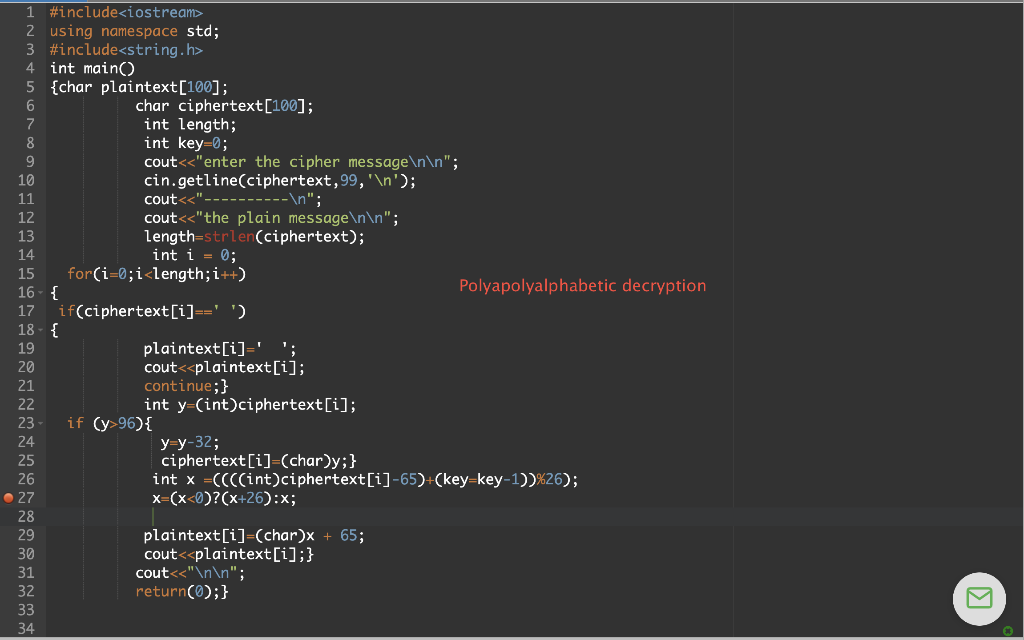 1 #include<iostream>
2 using namespace std;
3 #include<string.h>
4 int main()
5 {char plaintext[100];
6 char ciphertext[100];
7 int length;
8 int key=0;
9 cout<<"enter the cipher message\n\n";
10 cin.getline(ciphertext,99,'\n');
11 cout<<"----------\n";
12 cout<<"the plain message\n\n";
13 length=strlen(ciphertext);
14 int i = 0;
15 for(i=0;i<length;i++)
Polyapolyalphabetic decryption
16 {
17 if(ciphertext[i]==' ')
18 {
19 plaintext[i]='  ';
20 cout<<plaintext[i];
21 continue;}
22 int y=(int)ciphertext[i];
23 if (y>96){
24 y=y-32;
25 ciphertext[i]=(char)y;}
26 int x =((((int)ciphertext[i]-65)+(key=key-1))%26);
27 x=(x<0)?(x+26):x;
28
29 plaintext[i]=(char)x + 65;
30 cout<<plaintext[i];}
31 cout<<"\n\n";
32 return(0);}
33
34